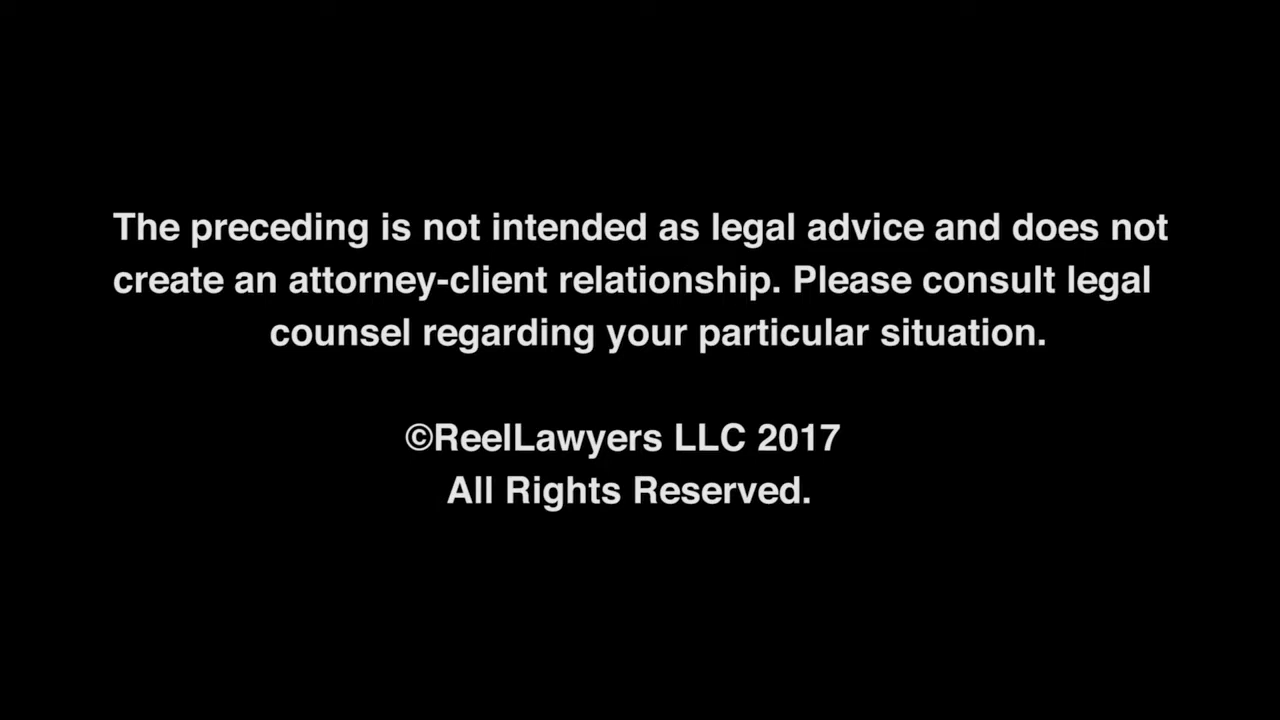 The preceding is not intended as legal advice and does not
create an attorney-client relationship. Please consult legal
counsel regarding your particular situation.
©ReelLawyers LLC 2017
All Rights Reserved.